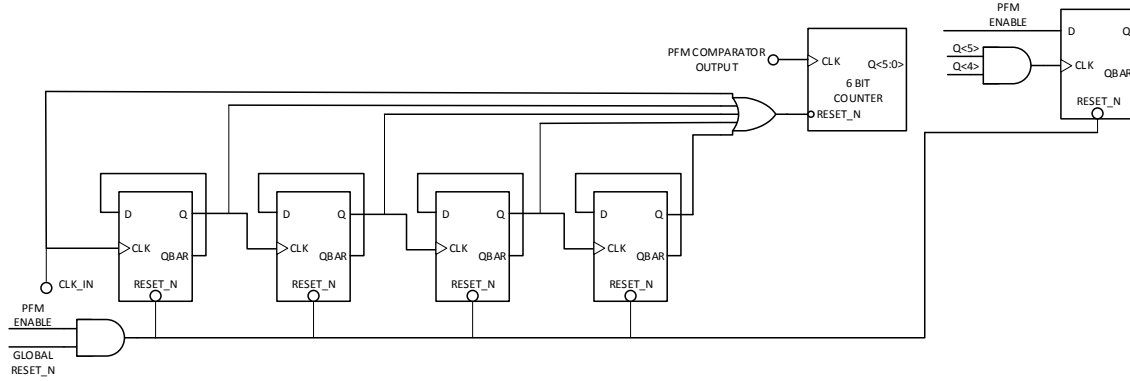 PFM
ENABLE
D
Q
Q<5>
Q<4>
CLK
QBAR
RESET_N
PFM COMPARATOR
OUTPUT
CLK
Q<5:0>
6 BIT
COUNTER
RESET_N
D
Q
CLK
QBAR
RESET_N
D
Q
CLK
QBAR
RESET_N
D
Q
CLK
QBAR
RESET_N
D
Q
CLK
QBAR
RESET_N
CLK_IN
PFM
ENABLE
GLOBAL
RESET_N